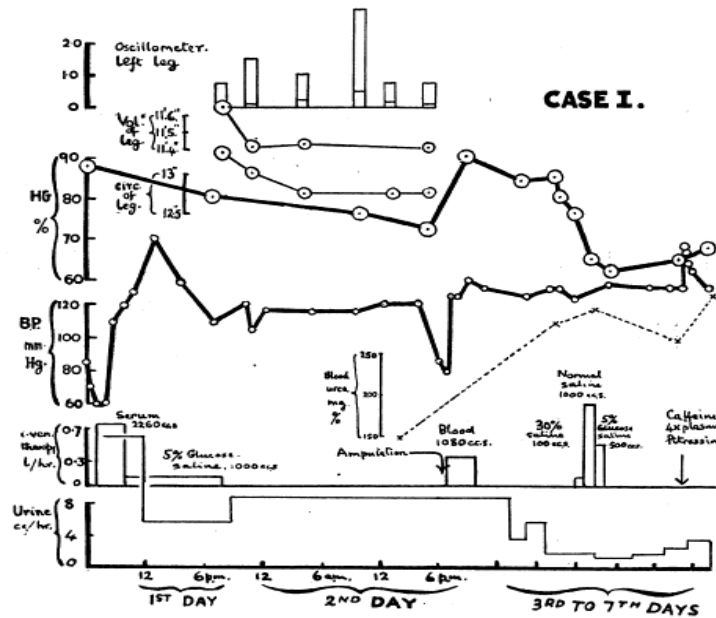 CASE I.
2.0
1.0
0
Oscillometer.
Left leg
Vol. of leg
11.6"
11.5"
11.4"
Circ of leg.
13"
12.5"
HG %
90
80
70
60
BP. mm Hg.
120
100
80
60
Blood urea mg %
250
200
150
Serum
2260 ccs
5% Glucose
saline, 1000 ccs
Amputation
Blood
1080 ccs.
30%
Saline
100 ccs.
Normal
saline
1000 ccs.
5%
Glucose
saline
500 ccs.
Caffeine
4x plasma
Pitressin
i-ven. therapy l/hr.
0.7
0.3
0
Urine cc/hr.
8
4
0
12 6 p.m. 12 6 am. 12 6 p.m.
1ST DAY 2ND DAY 3RD TO 7TH DAYS